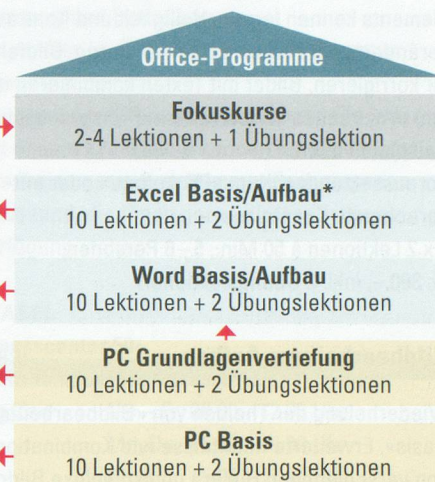 Office-Programme
Fokuskurse
2-4 Lektionen + 1 Übungslektion
Excel Basis/Aufbau*
10 Lektionen + 2 Übungslektionen
Word Basis/Aufbau
10 Lektionen + 2 Übungslektionen
PC Grundlagenvertiefung
10 Lektionen + 2 Übungslektionen
PC Basis
10 Lektionen + 2 Übungslektionen